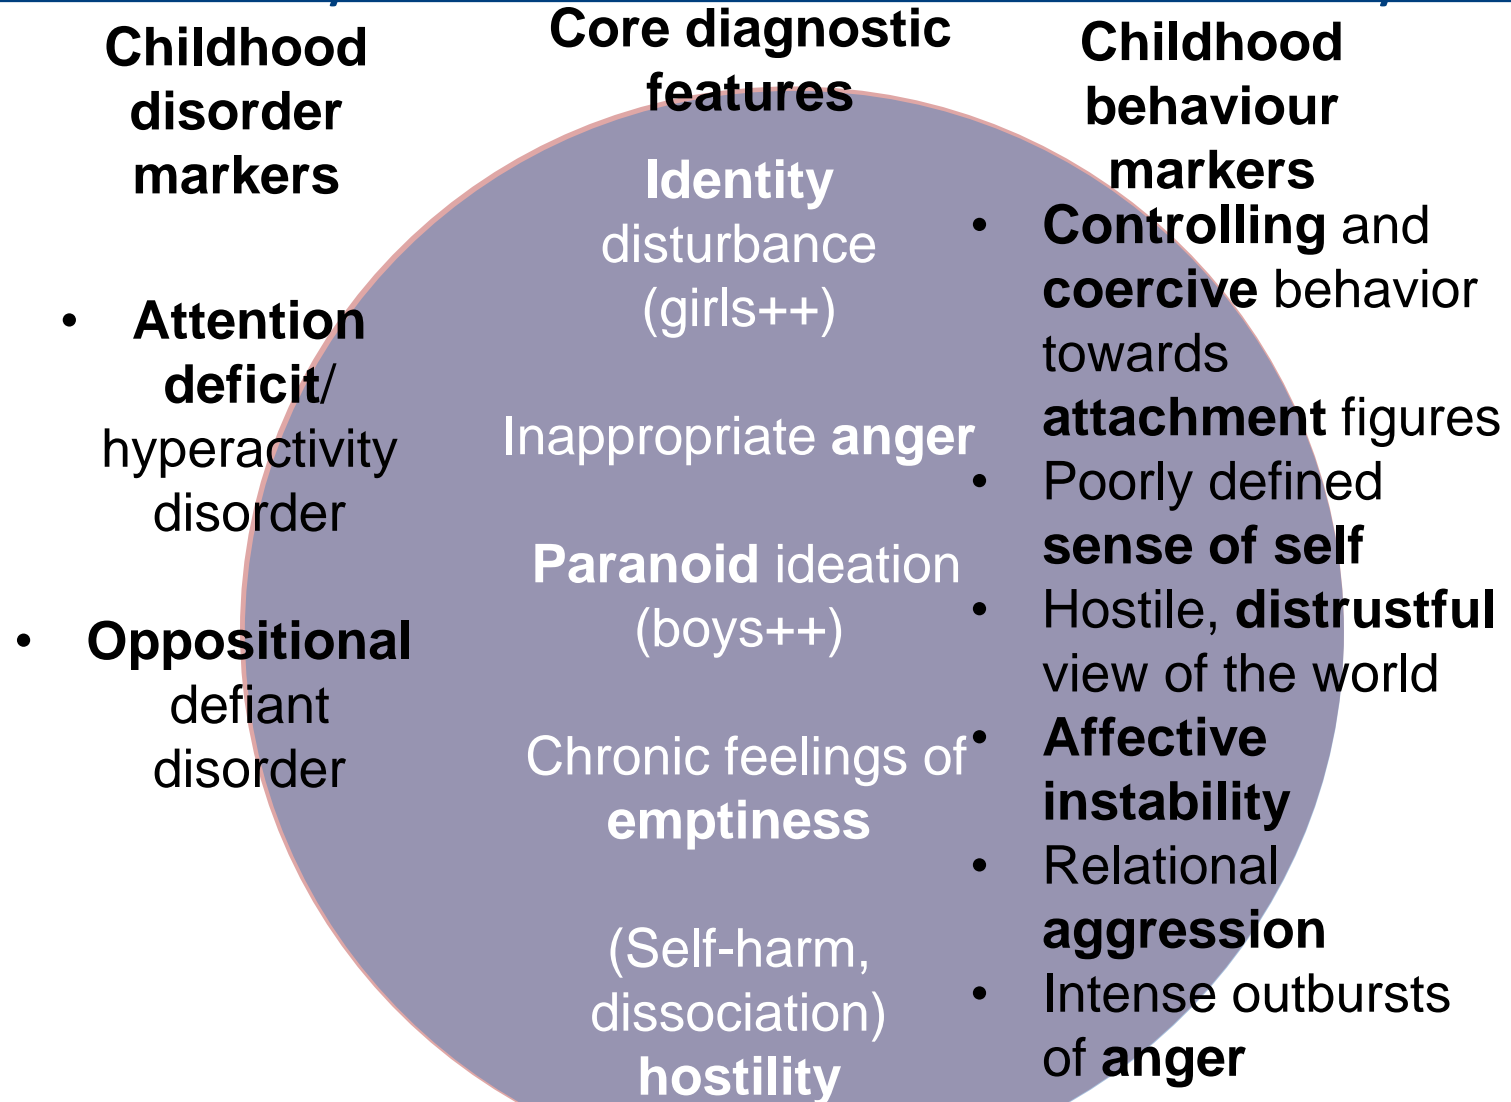 Childhood
disorder
markers
• Attention
deficit/
hyperactivity
disorder
• Oppositional
defiant
disorder
Core diagnostic
features
Identity
disturbance
(girls++)
Inappropriate anger
Paranoid ideation
(boys++)
Chronic feelings of
emptiness
(Self-harm,
dissociation)
hostility
Childhood
behaviour
markers
• Controlling and
coercive behavior
towards
attachment figures
• Poorly defined
sense of self
• Hostile, distrustful
view of the world
• Affective
instability
• Relational
aggression
• Intense outbursts
of anger